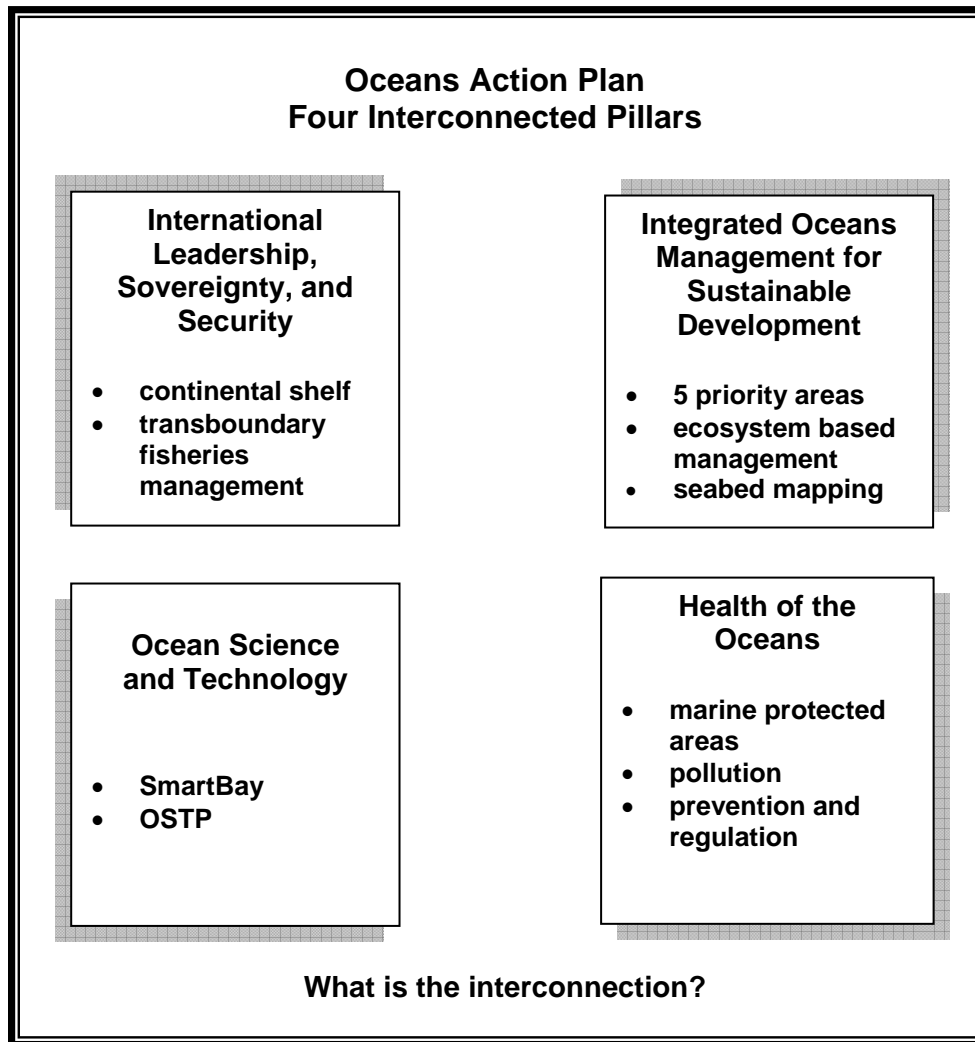 Oceans Action Plan
Four Interconnected Pillars
International
Leadership,
Sovereignty, and
Security
• continental shelf
• transboundary
fisheries
management
Integrated Oceans
Management for
Sustainable
Development
• 5 priority areas
• ecosystem based
management
• seabed mapping
Ocean Science
and Technology
• SmartBay
• OSTP
Health of the
Oceans
• marine protected
areas
• pollution
• prevention and
regulation
What is the interconnection?